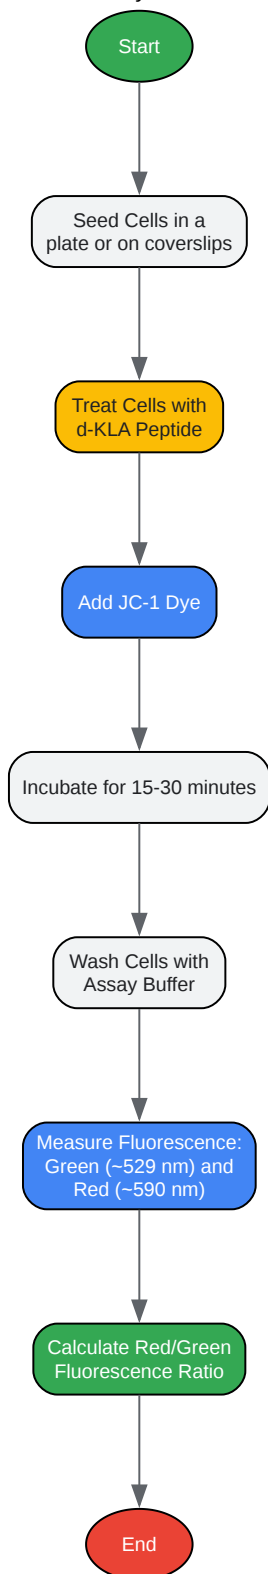 Start
Seed Cells in a
plate or on coverslips
Treat Cells with
d-KLA Peptide
Add JC-1 Dye
Incubate for 15-30 minutes
Wash Cells with
Assay Buffer
Measure Fluorescence:
Green (~529 nm) and
Red (~590 nm)
Calculate Red/Green
Fluorescence Ratio
End